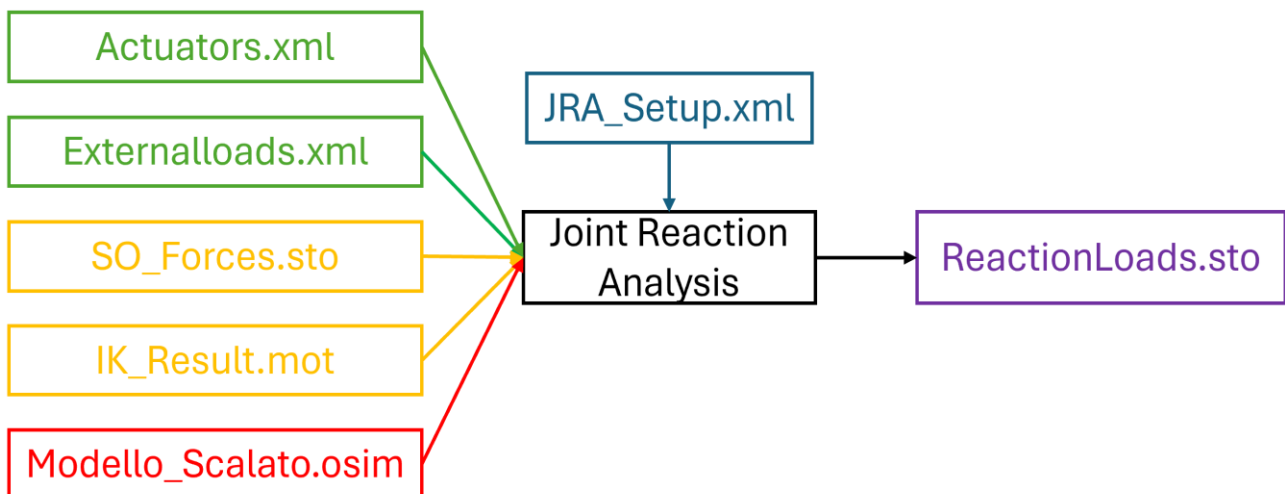 Actuators.xml
Externalloads.xml
SO_Forces.sto
IK_Result.mot
Modello_Scalato.osim
JRA_Setup.xml
Joint Reaction
Analysis
ReactionLoads.sto